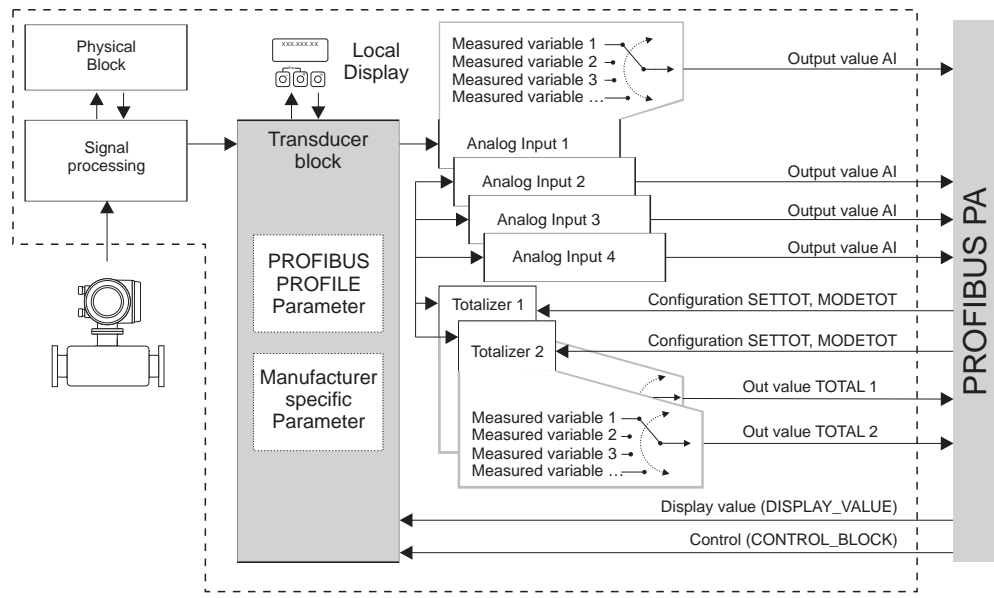 Physical
Block
Signal
processing
xxx.xxx.xx
Local
Display
Transducer
block
PROFIBUS
PROFILE
Parameter
Manufacturer
specific
Parameter
Measured variable 1
Measured variable 2
Measured variable 3
Measured variable ...
Analog Input 1
Analog Input 2
Analog Input 3
Analog Input 4
Totalizer 1
Totalizer 2
Measured variable 1
Measured variable 2
Measured variable 3
Measured variable ...
Output value AI
Output value AI
Output value AI
Output value AI
Configuration SETTOT, MODETOT
Configuration SETTOT, MODETOT
Out value TOTAL 1
Out value TOTAL 2
Display value (DISPLAY_VALUE)
Control (CONTROL_BLOCK)
PROFIBUS PA